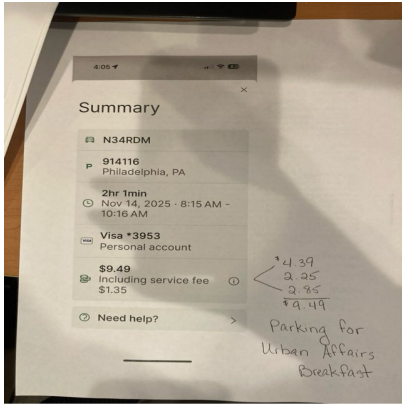 4:05
Summary
N34RDM
P 914116
Philadelphia, PA
2hr 1min
Nov 14, 2025 · 8:15 AM -
10:16 AM
VISA Visa *3953
Personal account
$9.49
Including service fee
$1.35
Need help?
$4.39
2.25
2.85
$9.49
Parking for
Urban Affairs
Breakfast